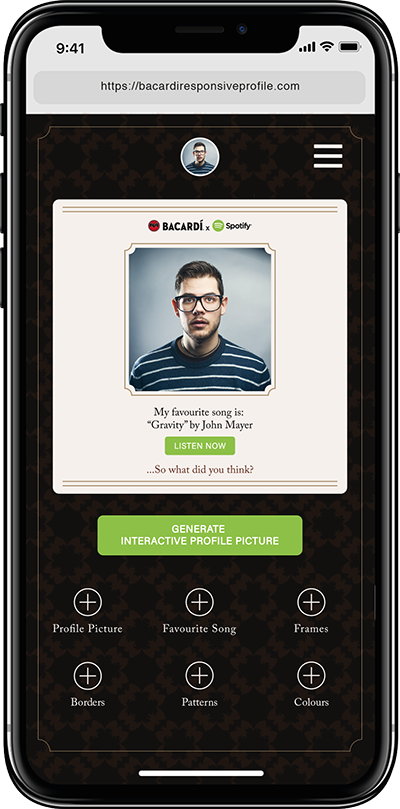 9:41
https://bacardiresponsiveprofile.com
BACARDÍ. x Spotify
My favourite song is:
“Gravity” by John Mayer
LISTEN NOW
...So what did you think?
GENERATE
INTERACTIVE PROFILE PICTURE
Profile Picture Favourite Song Frames
Borders Patterns Colours